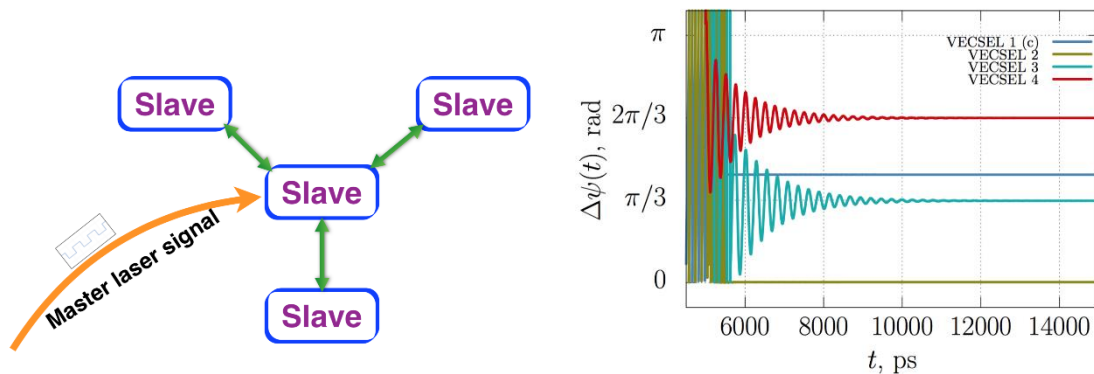 Slave
Slave
Slave
Master laser signal
Slave
Δψ(t), rad
π
2π/3
π/3
0
VECSEL 1 (c)
VECSEL 2
VECSEL 3
VECSEL 4
6000 8000 10000 12000 14000
t, ps